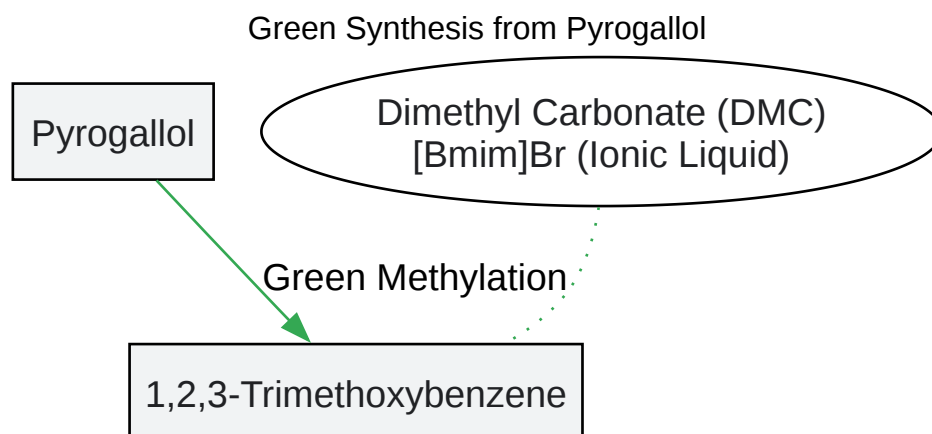 Green Synthesis from Pyrogallol
Pyrogallol
Dimethyl Carbonate (DMC)
[Bmim]Br (Ionic Liquid)
Green Methylation
1,2,3-Trimethoxybenzene